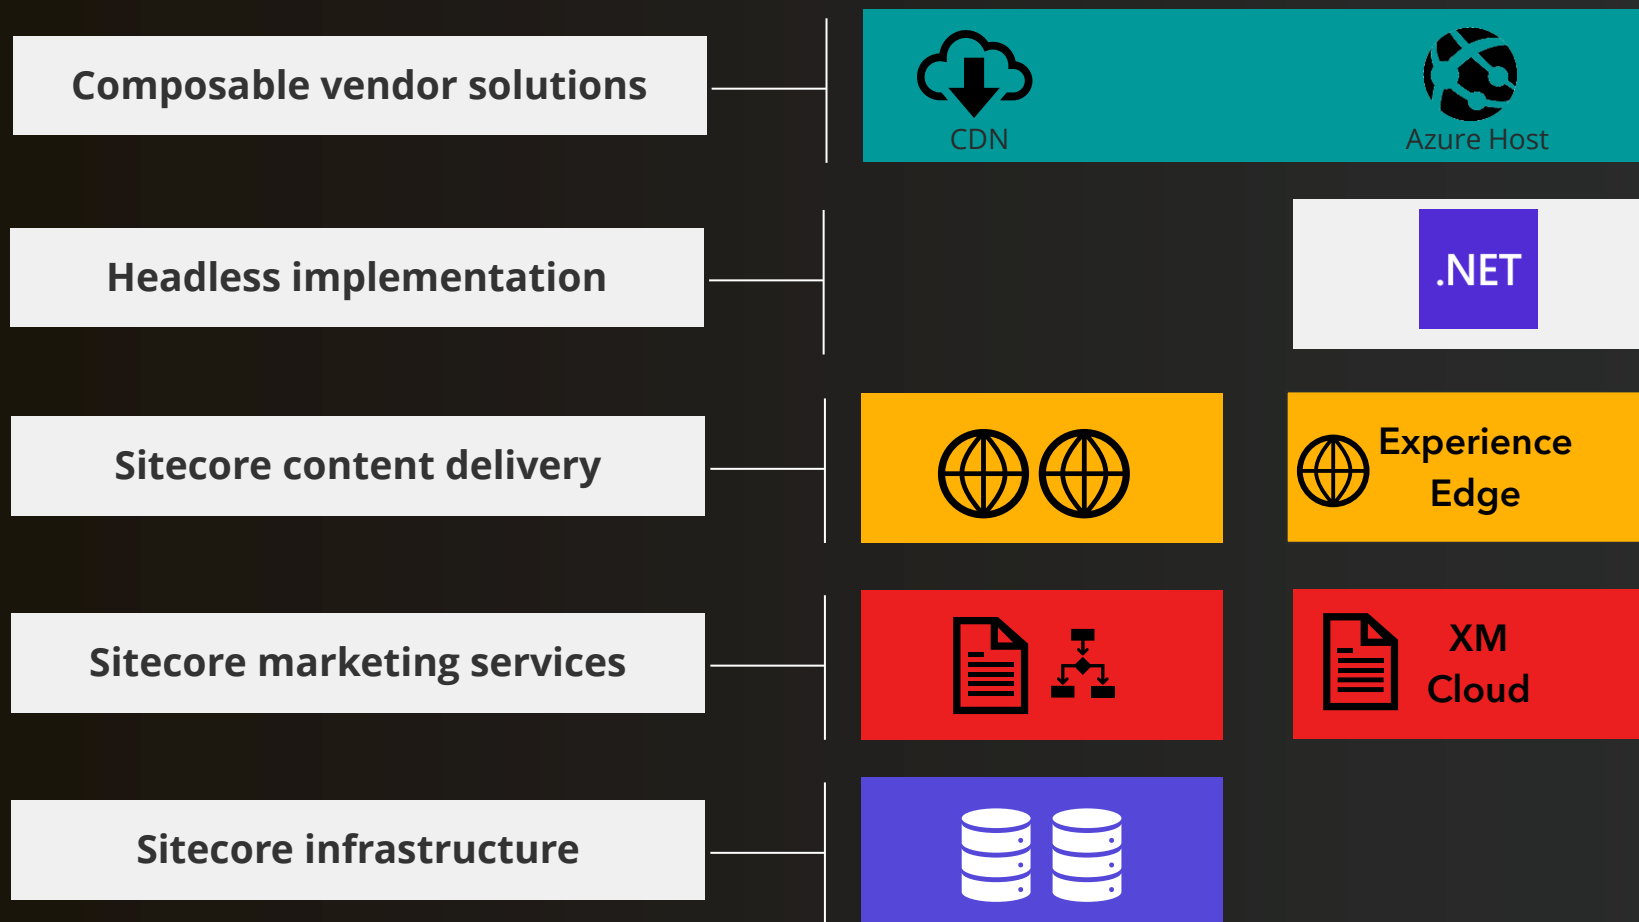 Composable vendor solutions
CDN
Azure Host
Headless implementation
.NET
Sitecore content delivery
Experience
Edge
Sitecore marketing services
XM
Cloud
Sitecore infrastructure